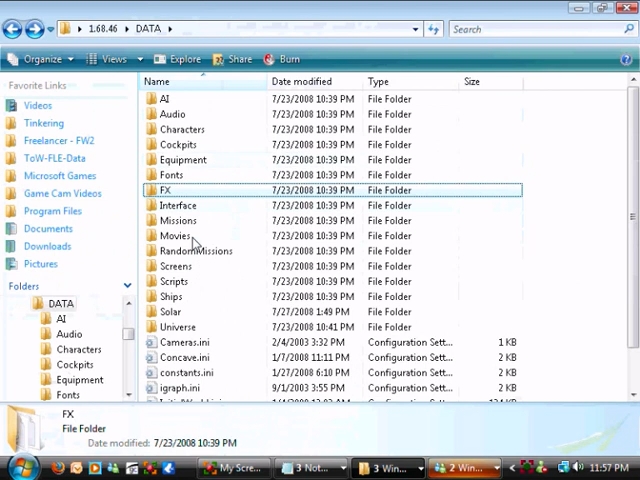 1.68.46 ▸ DATA ▸
Search
Organize
Views
Explore
Share
Burn
Favorite Links
Videos
Tinkering
Freelancer - FW2
ToW-FLE-Data
Microsoft Games
Game Cam Videos
Program Files
Documents
Downloads
Pictures
Folders
DATA
AI
Audio
Characters
Cockpits
Equipment
Fonts
Name Date modified Type Size
AI 7/23/2008 10:39 PM File Folder
Audio 7/23/2008 10:39 PM File Folder
Characters 7/23/2008 10:39 PM File Folder
Cockpits 7/23/2008 10:39 PM File Folder
Equipment 7/23/2008 10:39 PM File Folder
Fonts 7/23/2008 10:39 PM File Folder
FX 7/23/2008 10:39 PM File Folder
Interface 7/23/2008 10:39 PM File Folder
Missions 7/23/2008 10:39 PM File Folder
Movies 7/23/2008 10:39 PM File Folder
RandomMissions 7/23/2008 10:39 PM File Folder
Screens 7/23/2008 10:39 PM File Folder
Scripts 7/23/2008 10:39 PM File Folder
Ships 7/23/2008 10:39 PM File Folder
Solar 7/27/2008 1:49 PM File Folder
Universe 7/23/2008 10:41 PM File Folder
Cameras.ini 2/4/2003 3:32 PM Configuration Sett... 1 KB
Concave.ini 1/7/2008 11:11 PM Configuration Sett... 2 KB
constants.ini 1/27/2008 6:10 PM Configuration Sett... 2 KB
igraph.ini 9/1/2003 3:55 PM Configuration Sett... 2 KB
FX
File Folder
Date modified: 7/23/2008 10:39 PM
My Scre...
3 Not...
3 Win...
2 Win...
11:57 PM